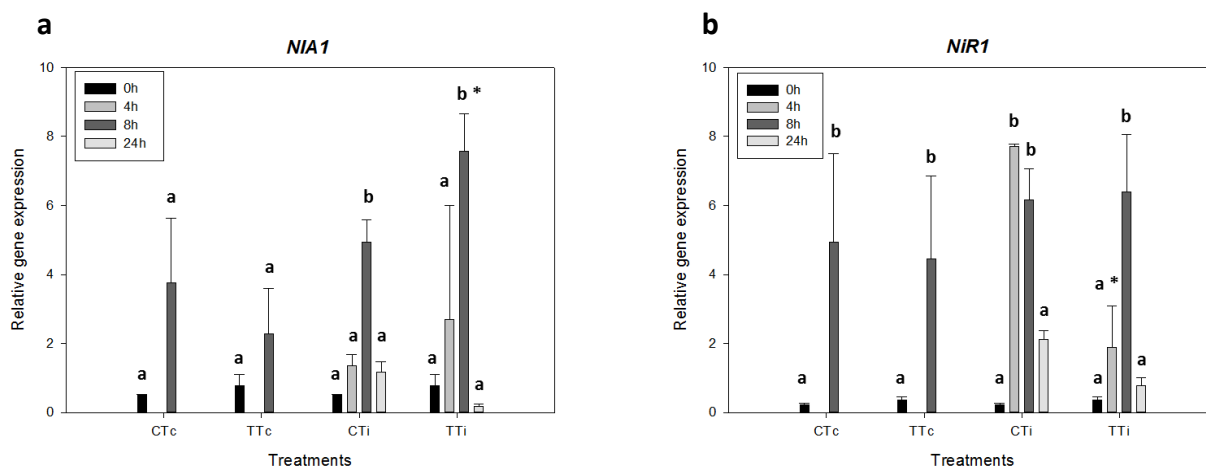 a
NIA1
10
8
6
4
2
0
Relative gene expression
0h
4h
8h
24h
a
a
a
a
a
a
b
a
a
a
b *
a
CTc
TTc
CTi
TTi
Treatments
b
NiR1
10
8
6
4
2
0
Relative gene expression
0h
4h
8h
24h
a
b
a
b
a
b
b
a
a
a *
b
a
CTc
TTc
CTi
TTi
Treatments